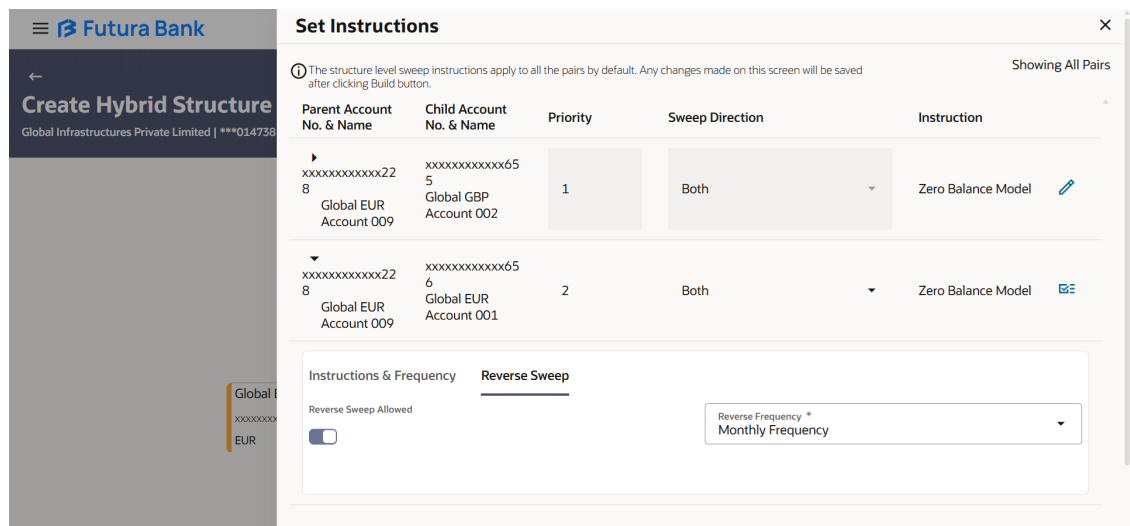 Futura Bank
Create Hybrid Structure
Global Infrastructures Private Limited | ***014738
Global
xxxxxxxx
EUR
Set Instructions
The structure level sweep instructions apply to all the pairs by default. Any changes made on this screen will be saved
after clicking Build button.
Showing All Pairs
Parent Account
No. & Name
Child Account
No. & Name
Priority
Sweep Direction
Instruction
xxxxxxxxxxxx22
8
Global EUR
Account 009
xxxxxxxxxxxx65
5
Global GBP
Account 002
1
Both
Zero Balance Model
xxxxxxxxxxxx22
8
Global EUR
Account 009
xxxxxxxxxxxx65
6
Global EUR
Account 001
2
Both
Zero Balance Model
Instructions & Frequency
Reverse Sweep
Reverse Sweep Allowed
Reverse Frequency *
Monthly Frequency